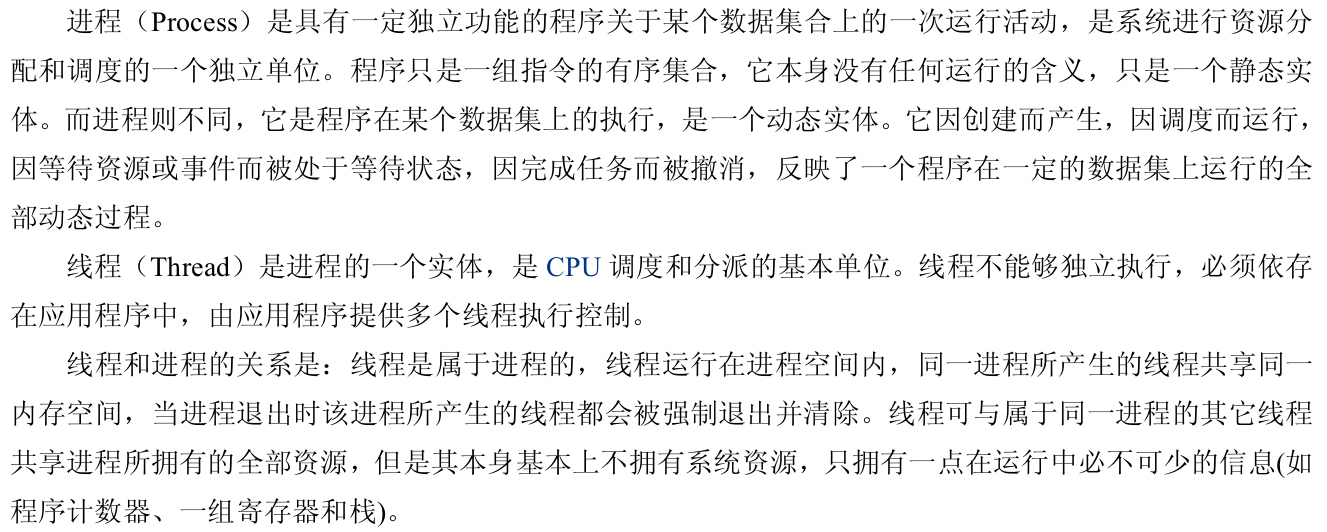 进程（Process）是具有一定独立功能的程序关于某个数据集合上的一次运行活动，是系统进行资源分
配和调度的一个独立单位。程序只是一组指令的有序集合，它本身没有任何运行的含义，只是一个静态实
体。而进程则不同，它是程序在某个数据集上的执行，是一个动态实体。它因创建而产生，因调度而运行，
因等待资源或事件而被处于等待状态，因完成任务而被撤消，反映了一个程序在一定的数据集上运行的全
部动态过程。
线程（Thread）是进程的一个实体，是 CPU 调度和分派的基本单位。线程不能够独立执行，必须依存
在应用程序中，由应用程序提供多个线程执行控制。
线程和进程的关系是：线程是属于进程的，线程运行在进程空间内，同一进程所产生的线程共享同一
内存空间，当进程退出时该进程所产生的线程都会被强制退出并清除。线程可与属于同一进程的其它线程
共享进程所拥有的全部资源，但是其本身基本上不拥有系统资源，只拥有一点在运行中必不可少的信息(如
程序计数器、一组寄存器和栈)。